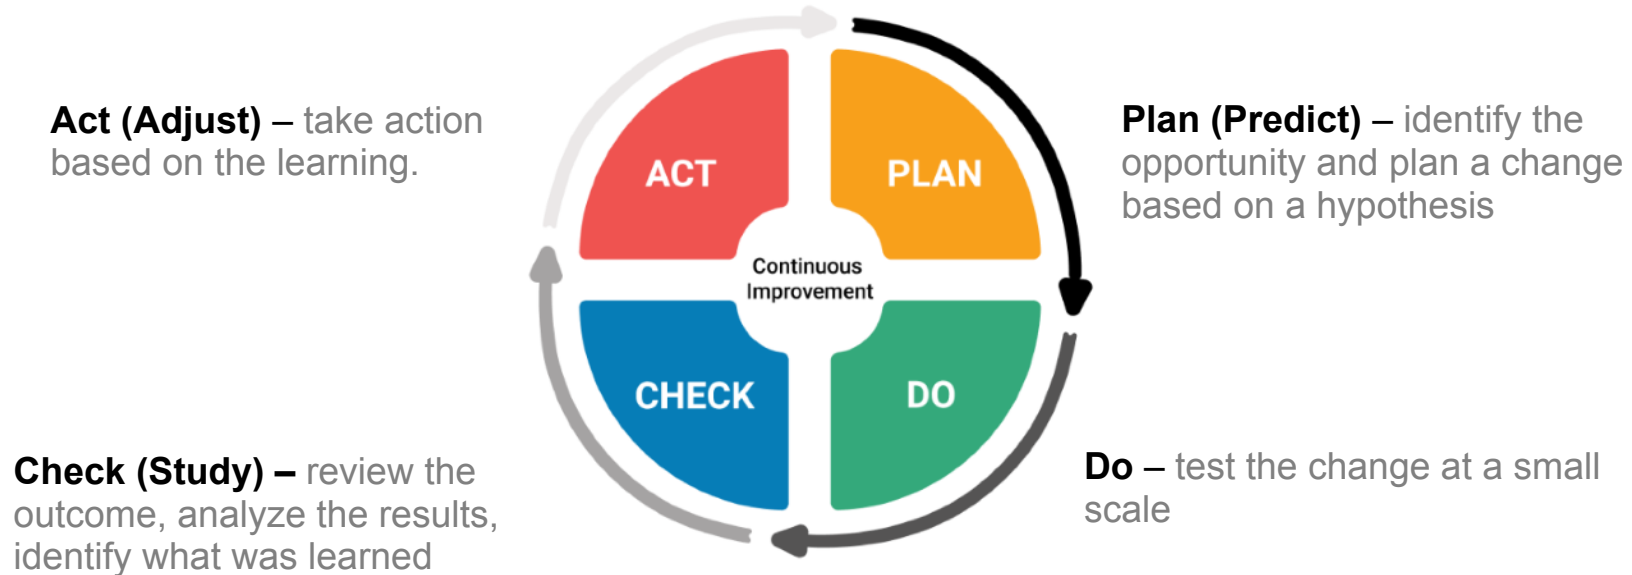 Act (Adjust) – take action
based on the learning.
ACT
PLAN
Plan (Predict) – identify the
opportunity and plan a change
based on a hypothesis
Continuous
Improvement
CHECK
DO
Check (Study) – review the
outcome, analyze the results,
identify what was learned
Do – test the change at a small
scale